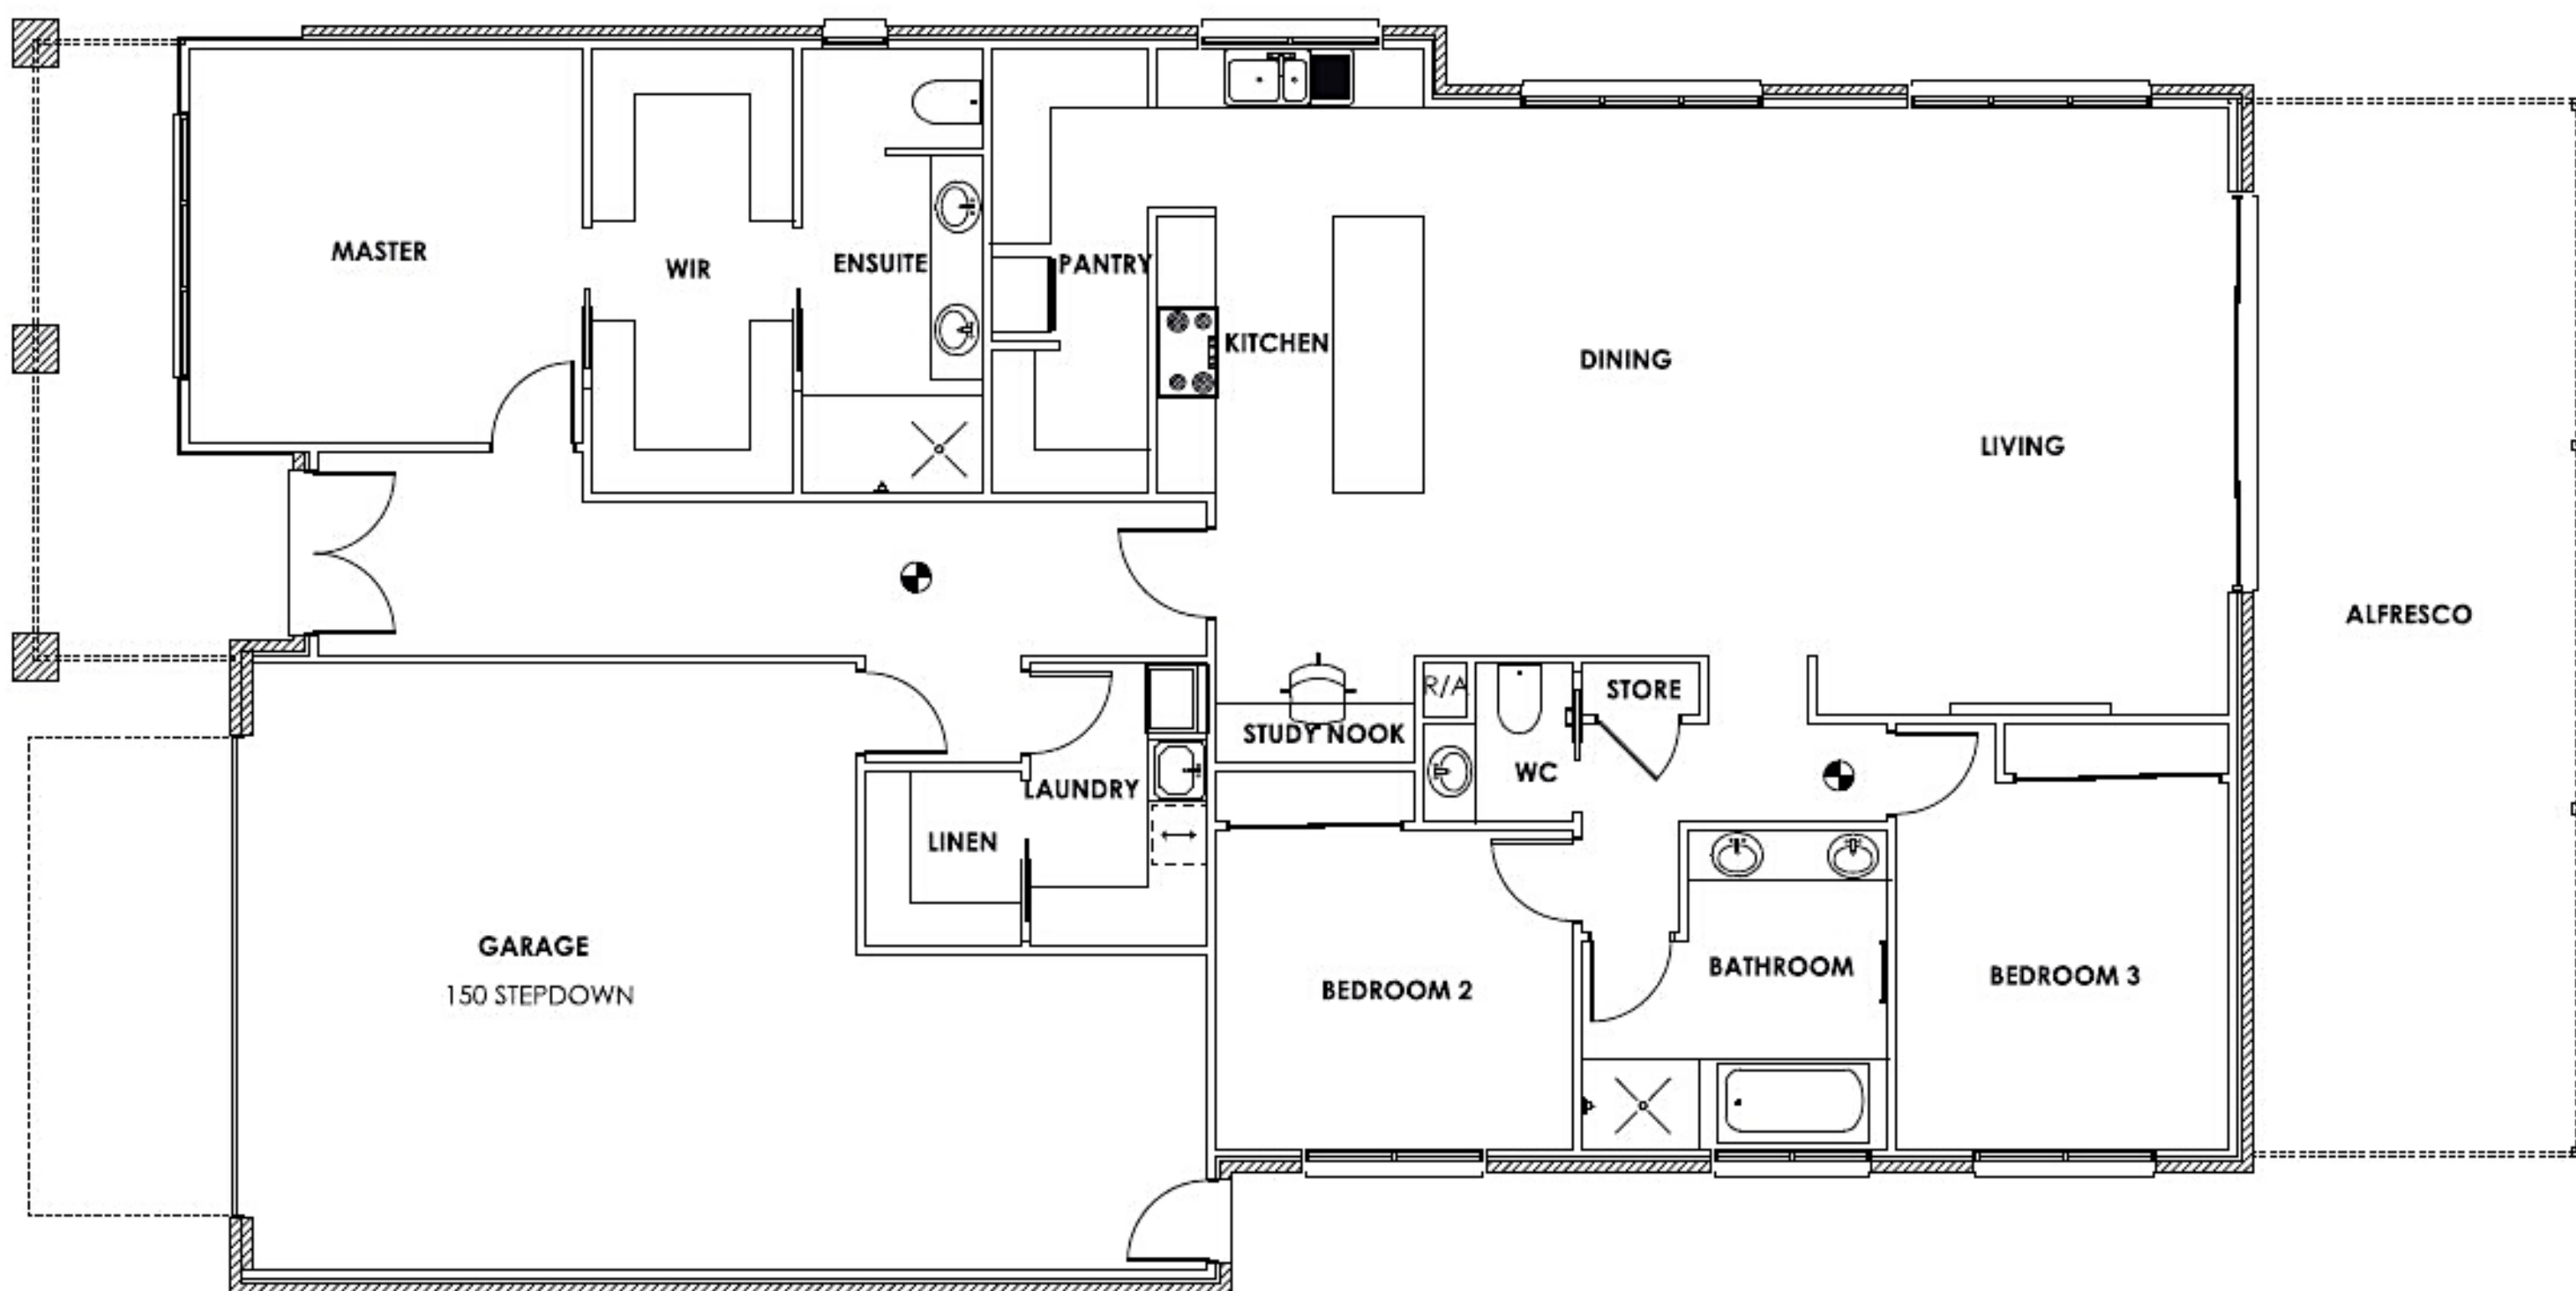 MASTER
WIR
ENSUITE
PANTRY
KITCHEN
DINING
LIVING
ALFRESCO
R/A
STORE
STUDY NOOK
WC
LAUNDRY
LINEN
GARAGE
150 STEPDOWN
BEDROOM 2
BATHROOM
BEDROOM 3